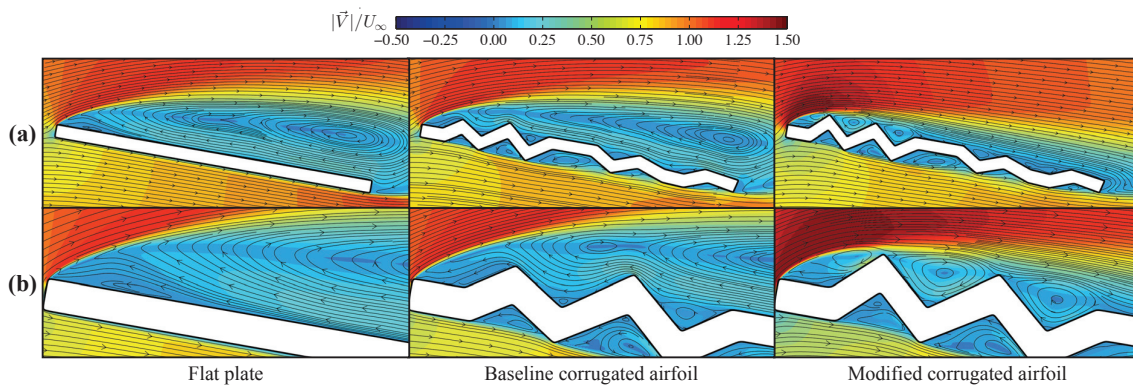 |V⃗|/U∞
−0.50 −0.25 0.00 0.25 0.50 0.75 1.00 1.25 1.50
(a)
(b)
Flat plate Baseline corrugated airfoil Modified corrugated airfoil